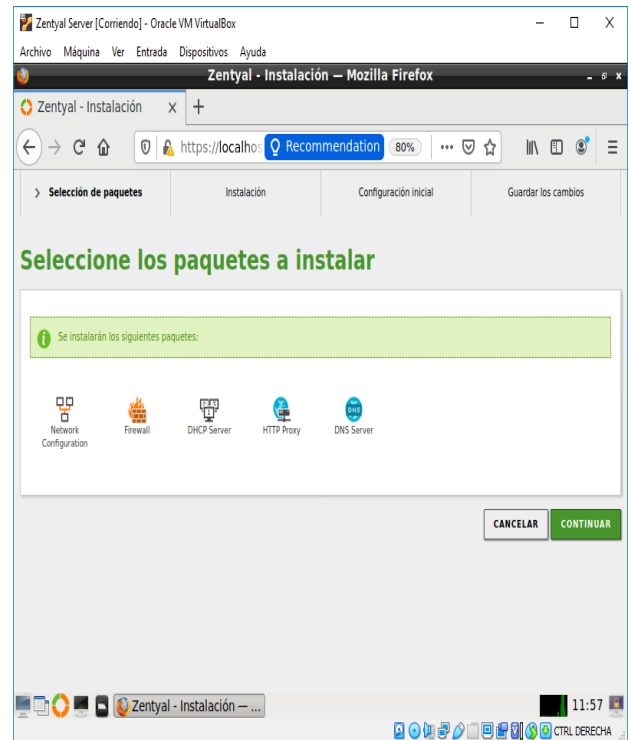 Zentyal Server [Corriendo] - Oracle VM VirtualBox
Archivo Máquina Ver Entrada Dispositivos Ayuda
Zentyal - Instalación — Mozilla Firefox
Zentyal - Instalación
https://localhos Recommendation 80%
Selección de paquetes Instalación Configuración inicial Guardar los cambios
Seleccione los paquetes a instalar
Se instalarán los siguientes paquetes:
DNS
Network Configuration Firewall DHCP Server HTTP Proxy DNS Server
CANCELAR CONTINUAR
Zentyal - Instalación — ... 11:57
CTRL DERECHA